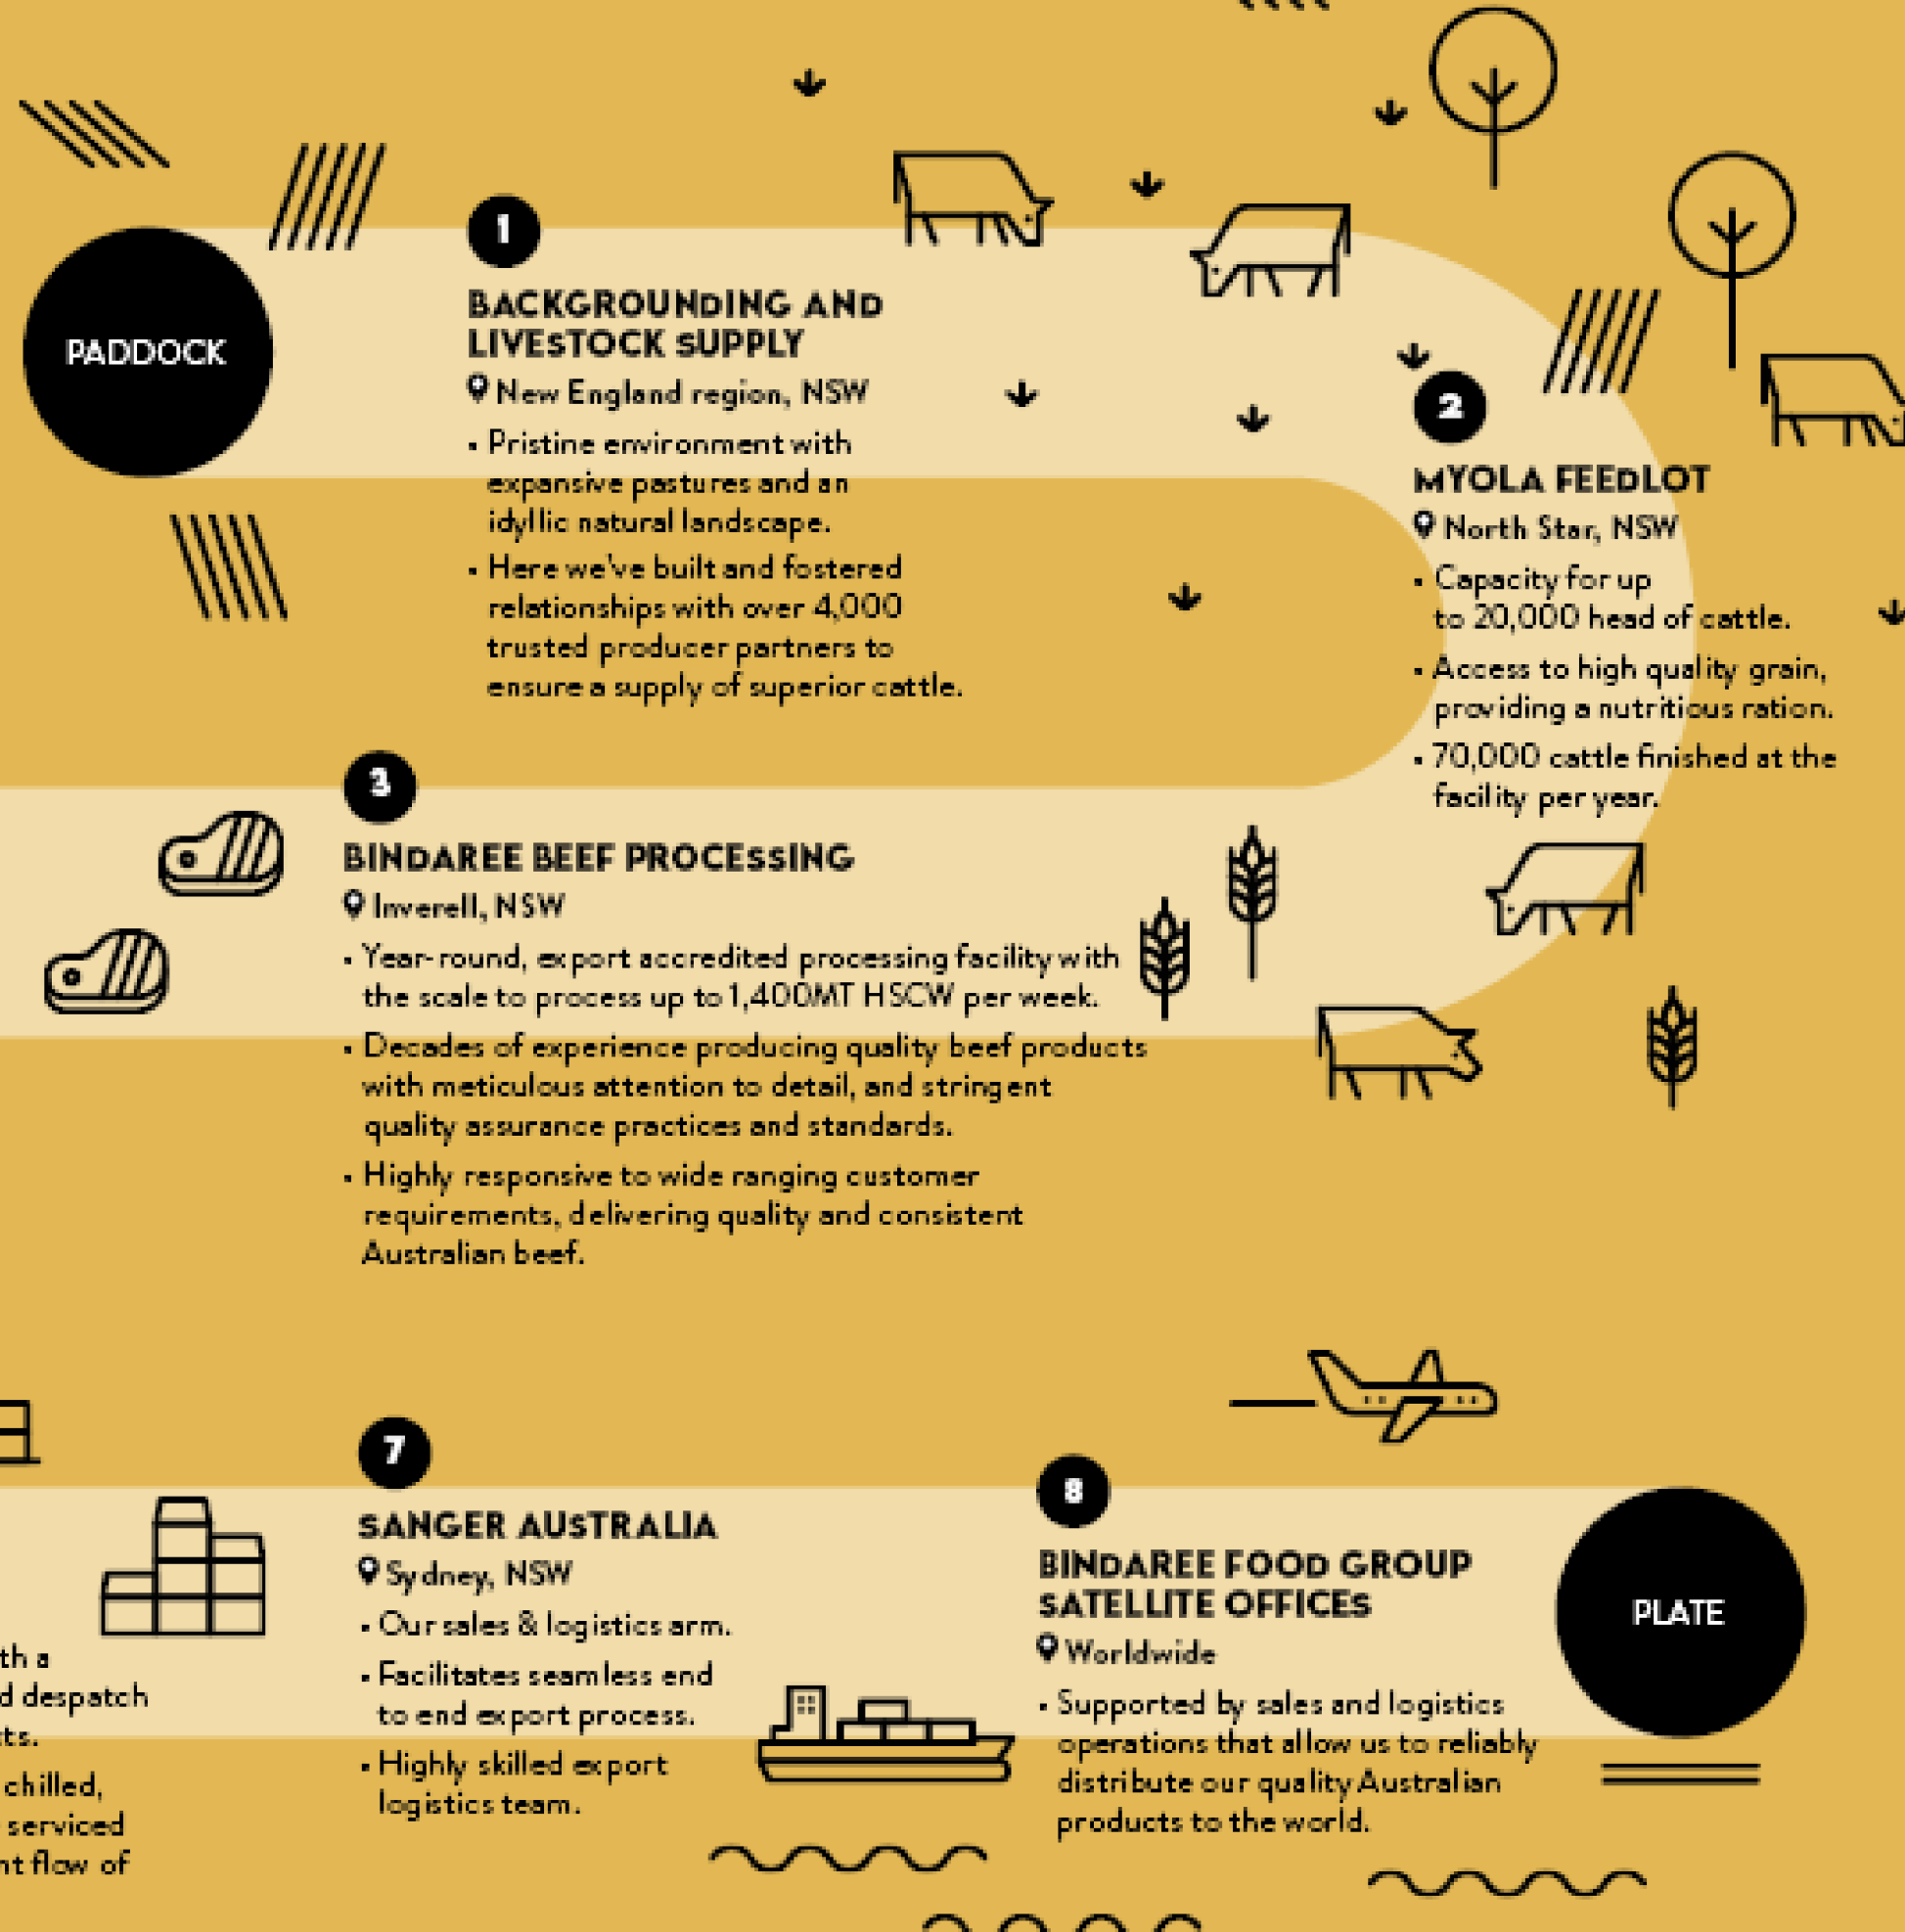 PADDOCK
1
BACKGROUNDING AND
LIVESTOCK SUPPLY
New England region, NSW
• Pristine environment with
expansive pastures and an
idyllic natural landscape.
• Here we've built and fostered
relationships with over 4,000
trusted producer partners to
ensure a supply of superior cattle.
2
MYOLA FEEDLOT
North Star, NSW
• Capacity for up
to 20,000 head of cattle.
• Access to high quality grain,
providing a nutritious ration.
• 70,000 cattle finished at the
facility per year.
3
BINDAREE BEEF PROCESSING
Inverell, NSW
• Year-round, export accredited processing facility with
the scale to process up to 1,400MT HSCW per week.
• Decades of experience producing quality beef products
with meticulous attention to detail, and stringent
quality assurance practices and standards.
• Highly responsive to wide ranging customer
requirements, delivering quality and consistent
Australian beef.
th a
d despatch
ts.
chilled,
serviced
nt flow of
7
SANGER AUSTRALIA
Sydney, NSW
• Our sales & logistics arm.
• Facilitates seamless end
to end export process.
• Highly skilled export
logistics team.
8
BINDAREE FOOD GROUP
SATELLITE OFFICES
Worldwide
• Supported by sales and logistics
operations that allow us to reliably
distribute our quality Australian
products to the world.
PLATE